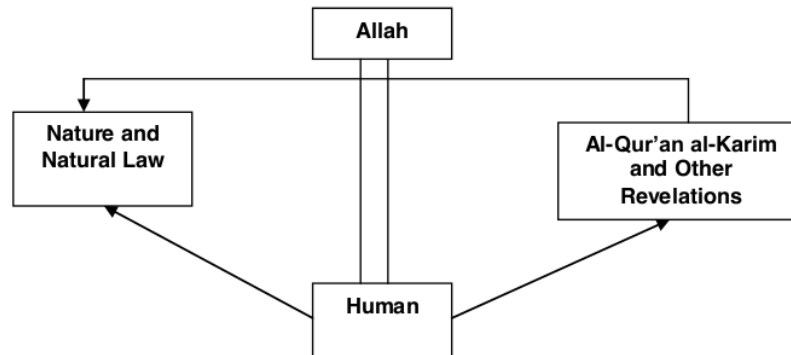 Allah
Nature and
Natural Law
Al-Qur’an al-Karim
and Other
Revelations
Human